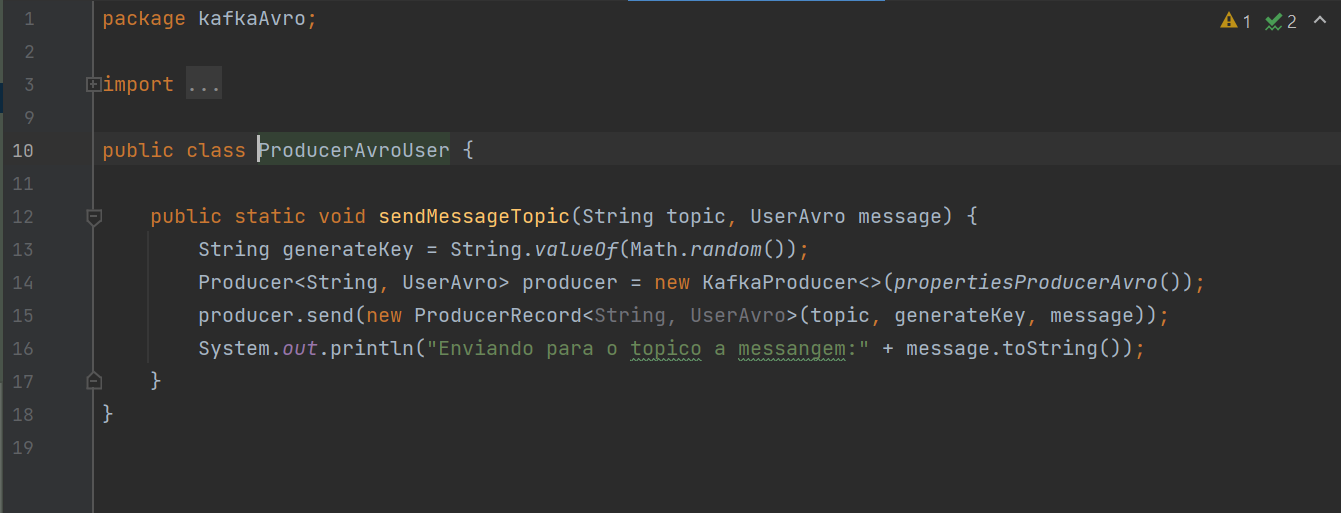 1 package kafkaAvro;
2
3 import ...
9
10 public class ProducerAvroUser {
11
12 public static void sendMessageTopic(String topic, UserAvro message) {
13 String generateKey = String.valueOf(Math.random());
14 Producer<String, UserAvro> producer = new KafkaProducer<>(propertiesProducerAvro());
15 producer.send(new ProducerRecord<String, UserAvro>(topic, generateKey, message));
16 System.out.println("Enviando para o topico a messangem:" + message.toString());
17 }
18 }
19
1 2